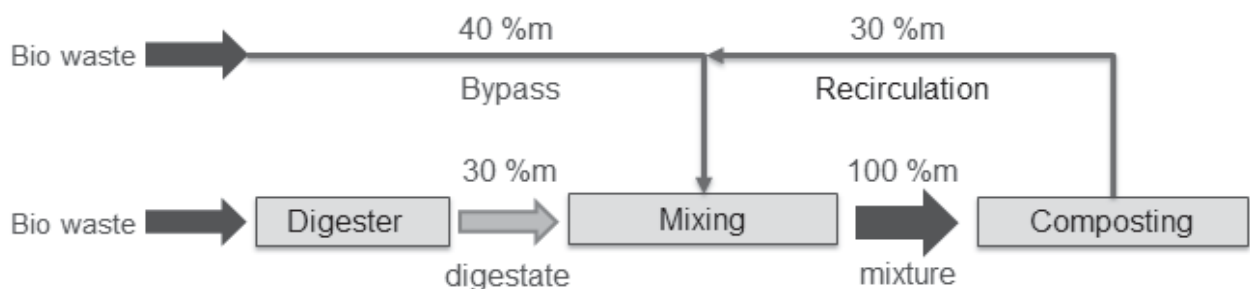 40 %m
30 %m
Bio waste
Bypass
Recirculation
30 %m
100 %m
Bio waste
Digester
Mixing
Composting
digestate
mixture